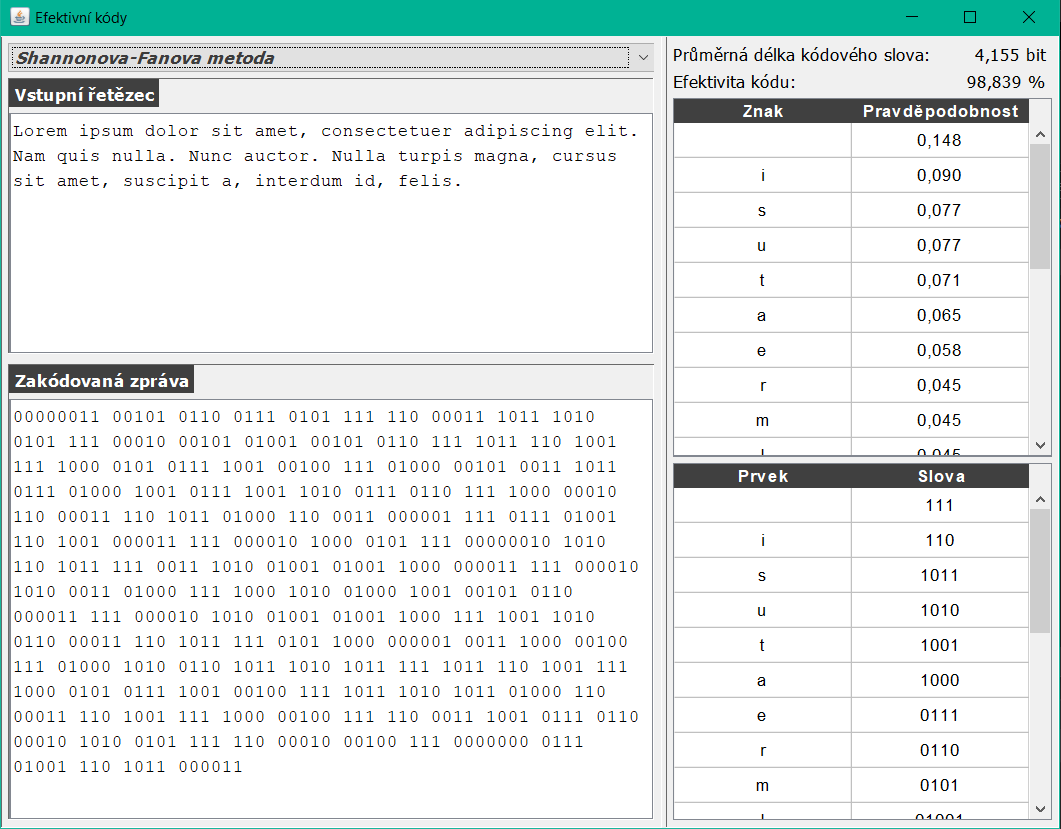 Efektivní kódy
Shannonova-Fanova metoda
Vstupní řetězec
Lorem ipsum dolor sit amet, consectetuer adipiscing elit.
Nam quis nulla. Nunc auctor. Nulla turpis magna, cursus
sit amet, suscipit a, interdum id, felis.
Zakódovaná zpráva
00000011 00101 0110 0111 0101 111 110 00011 1011 1010
0101 111 00010 00101 01001 00101 0110 111 1011 110 1001
111 1000 0101 0111 1001 00100 111 01000 00101 0011 1011
0111 01000 1001 0111 1001 1010 0111 0110 111 1000 00010
110 00011 110 1011 01000 110 0011 000001 111 0111 01001
110 1001 000011 111 000010 1000 0101 111 00000010 1010
110 1011 111 0011 1010 01001 01001 1000 000011 111 000010
1010 0011 01000 111 1000 1010 01000 1001 00101 0110
000011 111 000010 1010 01001 01001 1000 111 1001 1010
0110 00011 110 1011 111 0101 1000 000001 0011 1000 00100
111 01000 1010 0110 1011 1010 1011 111 1011 110 1001 111
1000 0101 0111 1001 00100 111 1011 1010 1011 01000 110
00011 110 1001 111 1000 00100 111 110 0011 1001 0111 0110
00010 1010 0101 111 110 00010 00100 111 0000000 0111
01001 110 1011 000011
Průměrná délka kódového slova: 4,155 bit
Efektivita kódu: 98,839 %
Znak Pravděpodobnost
0,148
i 0,090
s 0,077
u 0,077
t 0,071
a 0,065
e 0,058
r 0,045
m 0,045
l 0,045
Prvek Slova
111
i 110
s 1011
u 1010
t 1001
a 1000
e 0111
r 0110
m 0101
l 01001